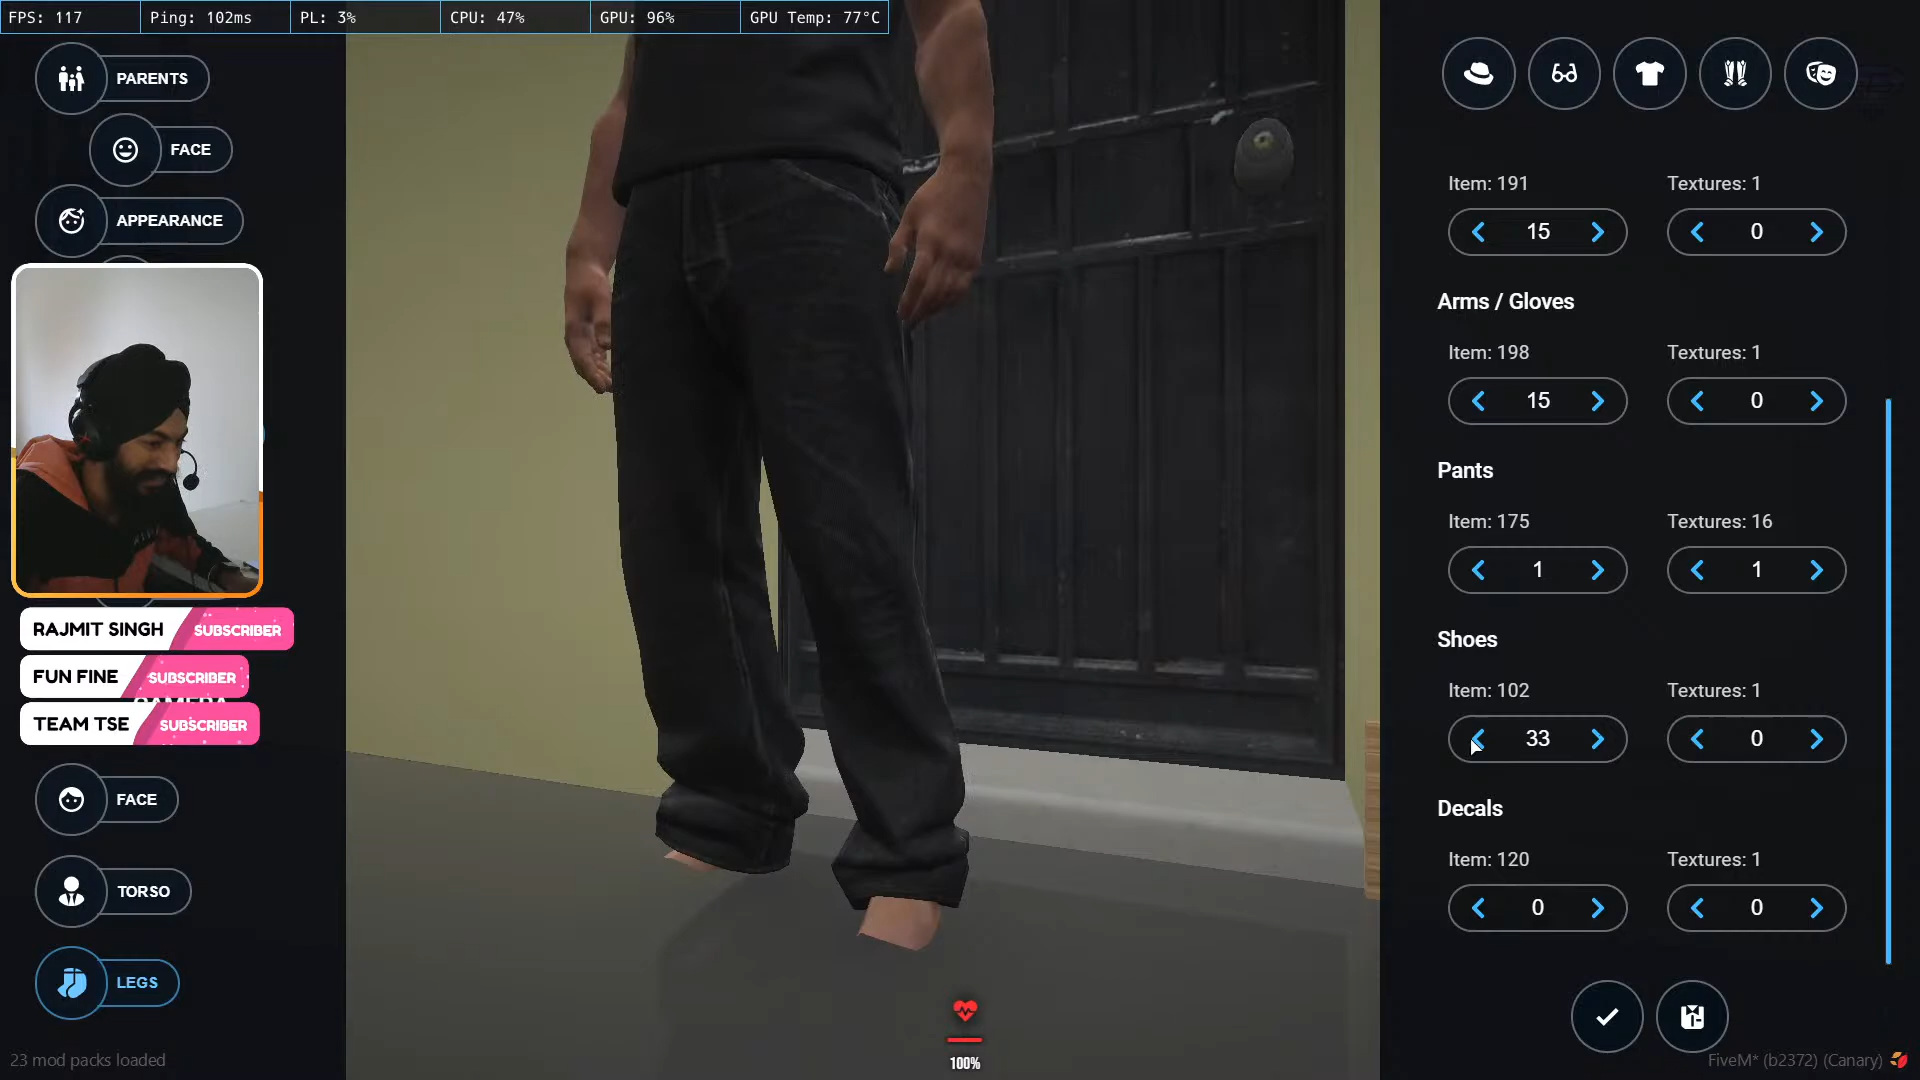 FPS: 117 Ping: 102ms PL: 3% CPU: 47% GPU: 96% GPU Temp: 77°C
PARENTS
FACE
APPEARANCE
RAJMIT SINGH SUBSCRIBER
FUN FINE SUBSCRIBER
TEAM TSE SUBSCRIBER
FACE
TORSO
LEGS
23 mod packs loaded
100%
Item: 191 Textures: 1
15 0
Arms / Gloves
Item: 198 Textures: 1
15 0
Pants
Item: 175 Textures: 16
1 1
Shoes
Item: 102 Textures: 1
33 0
Decals
Item: 120 Textures: 1
0 0
FiveM* (b2372) (Canary)